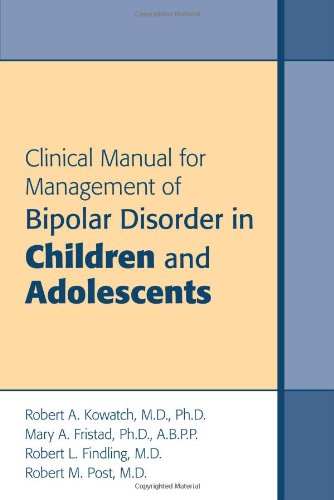 Clinical Manual for
Management of
Bipolar Disorder in
Children and
Adolescents
Robert A. Kowatch, M.D., Ph.D.
Mary A. Fristad, Ph.D., A.B.P.P.
Robert L. Findling, M.D.
Robert M. Post, M.D.